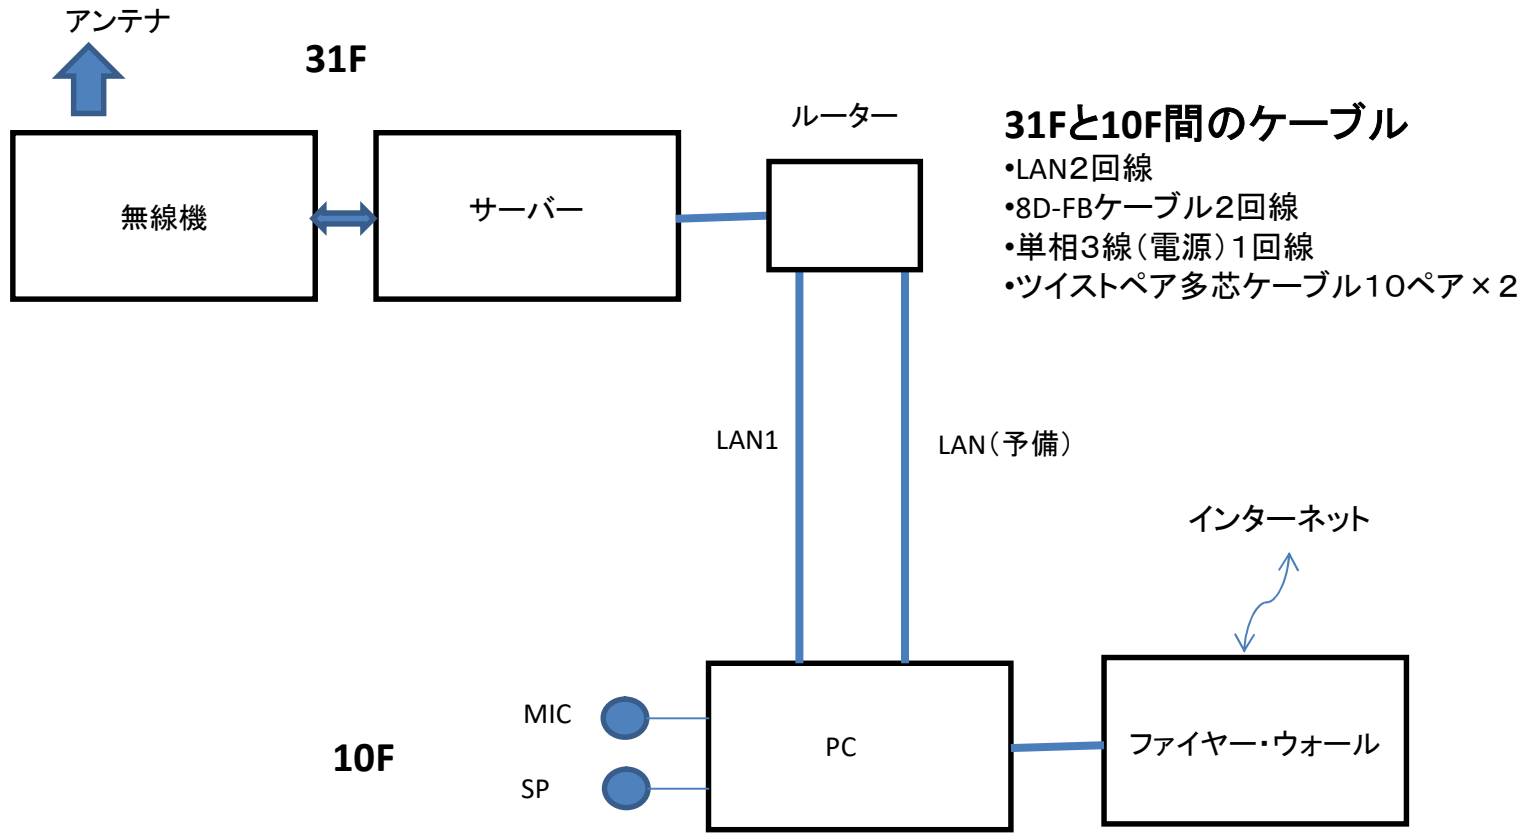 アンテナ
31F
ルーター
31Fと10F間のケーブル
•LAN２回線
•8D-FBケーブル２回線
•単相３線（電源）１回線
•ツイストペア多芯ケーブル１０ペア×２
無線機
サーバー
LAN1
LAN（予備）
インターネット
MIC
PC
ファイヤー・ウォール
10F
SP